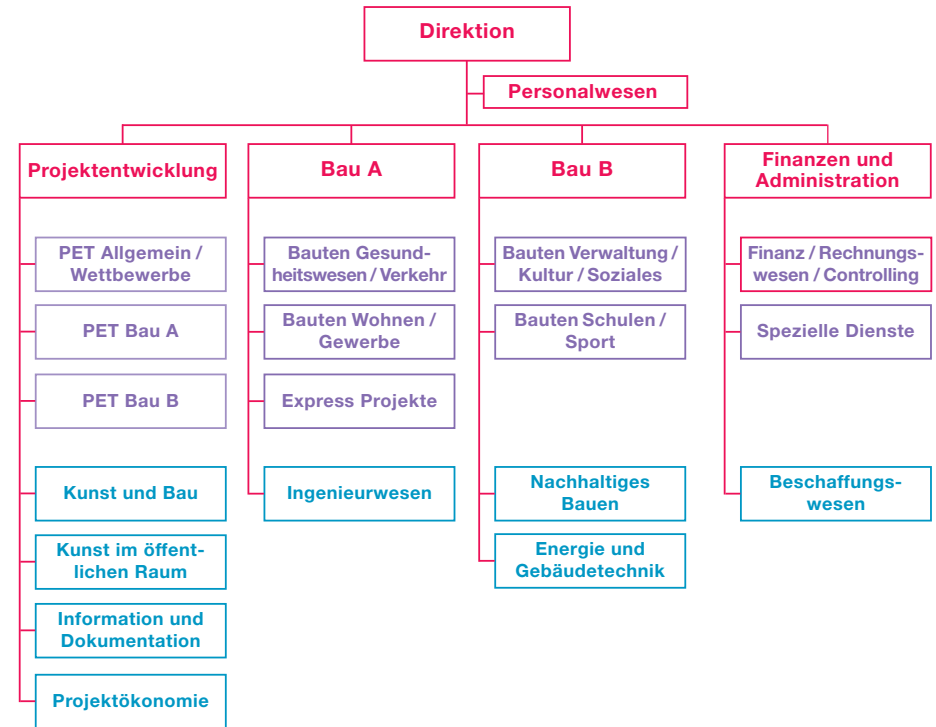 Direktion
Personalwesen
Projektentwicklung
Bau A
Bau B
Finanzen und
Administration
PET Allgemein /
Wettbewerbe
Bauten Gesund-
heitswesen / Verkehr
Bauten Verwaltung /
Kultur / Soziales
Finanz / Rechnungs-
wesen / Controlling
PET Bau A
Bauten Wohnen /
Gewerbe
Bauten Schulen /
Sport
Spezielle Dienste
PET Bau B
Express Projekte
Kunst und Bau
Ingenieurwesen
Nachhaltiges
Bauen
Beschaffungs-
wesen
Kunst im öffent-
lichen Raum
Energie und
Gebäudetechnik
Information und
Dokumentation
Projektökonomie